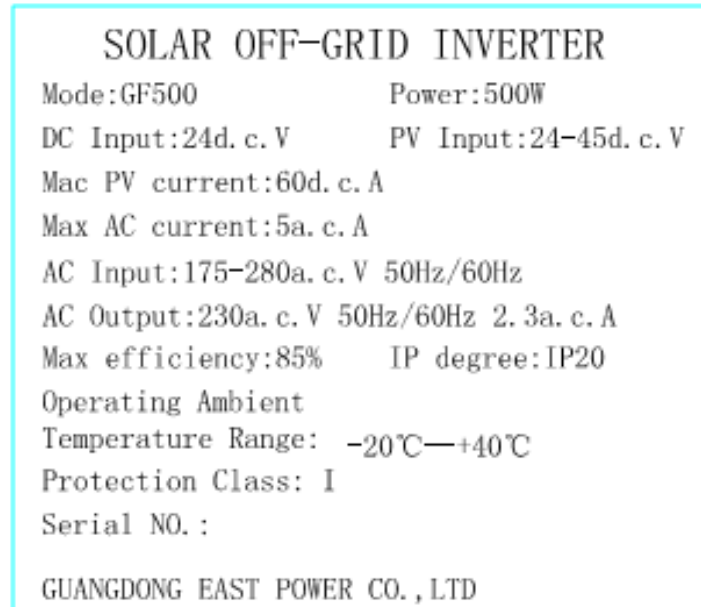 SOLAR OFF-GRID INVERTER
Mode:GF500 Power:500W
DC Input:24d.c.V PV Input:24-45d.c.V
Mac PV current:60d.c.A
Max AC current:5a.c.A
AC Input:175-280a.c.V 50Hz/60Hz
AC Output:230a.c.V 50Hz/60Hz 2.3a.c.A
Max efficiency:85% IP degree:IP20
Operating Ambient
Temperature Range: -20℃—+40℃
Protection Class: I
Serial NO.:
GUANGDONG EAST POWER CO.,LTD